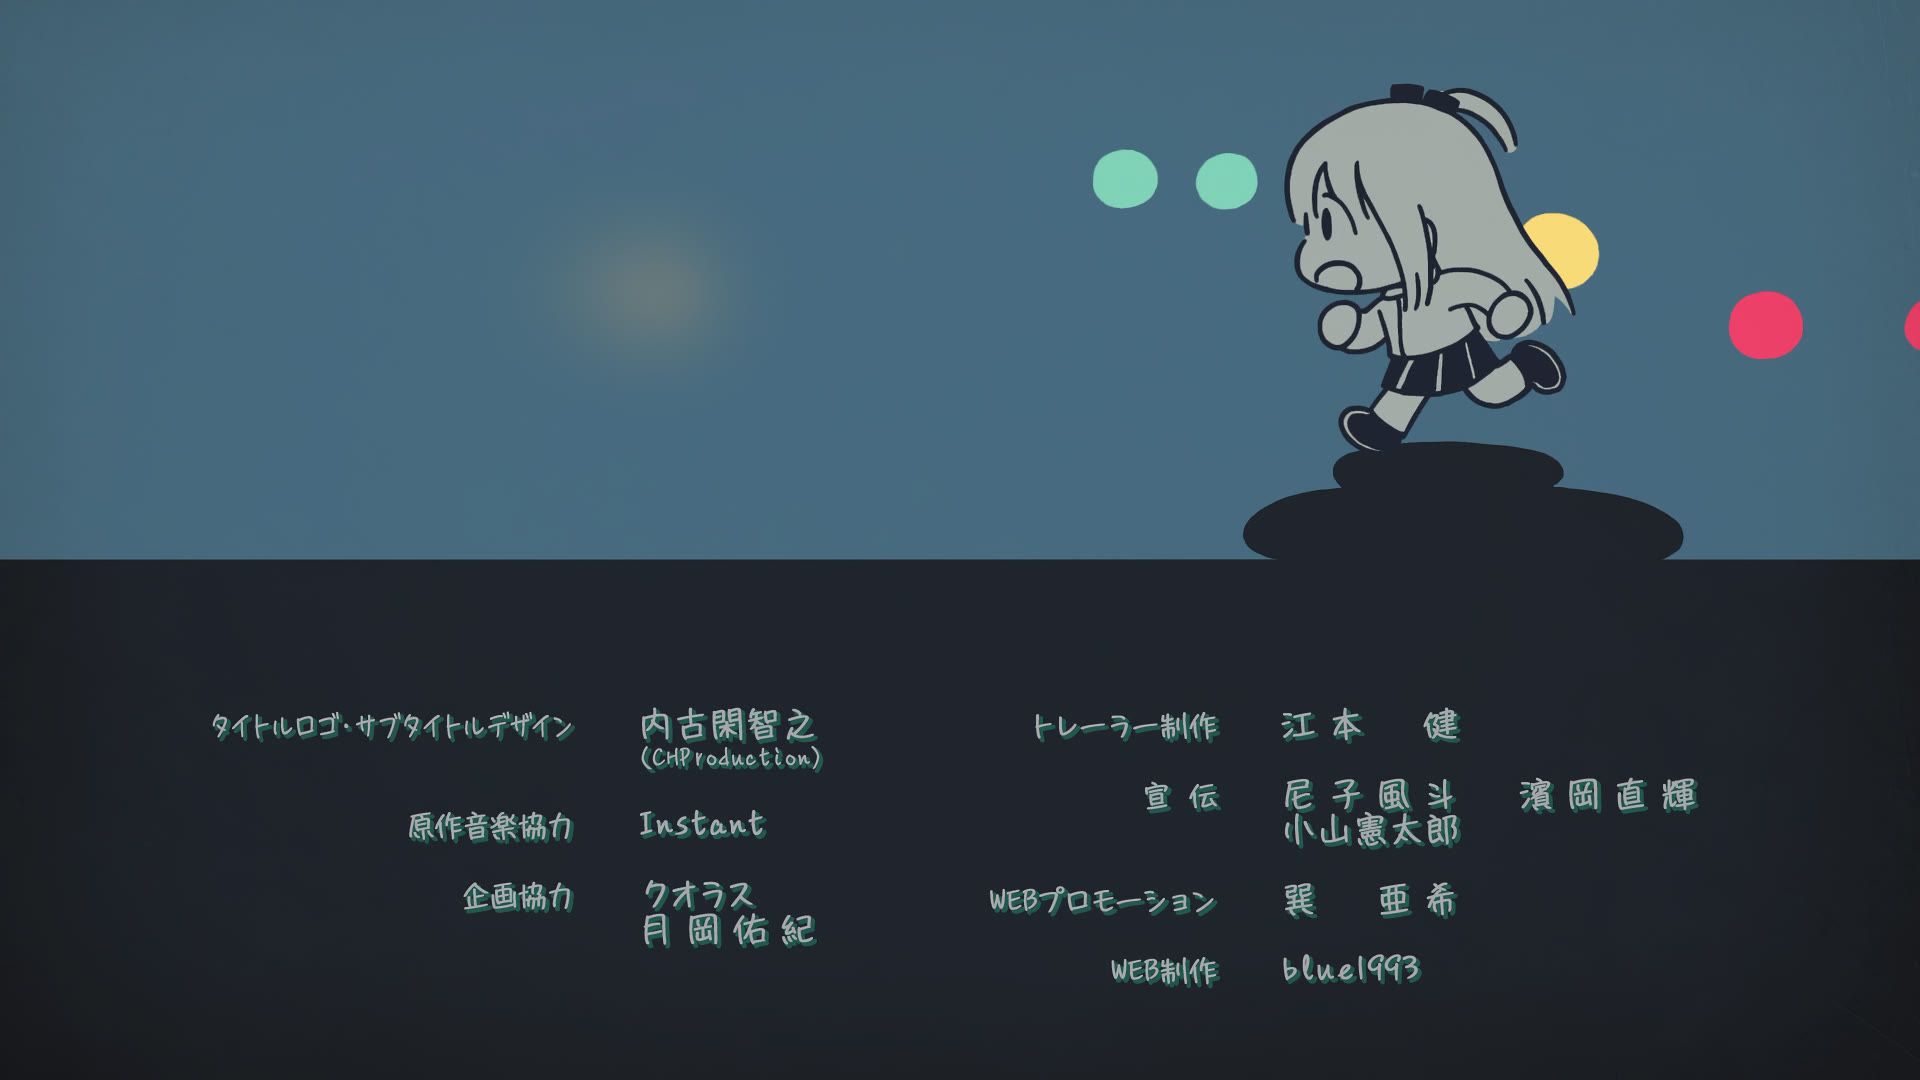 タイトルロゴ・サブタイトルデザイン 内古閑智之
(CHProduction)
原作音楽協力 Instant
企画協力 クオラス
月岡佑紀
トレーラー制作 江本 健
宣伝 尼子風斗 濱岡直輝
小山憲太郎
WEBプロモーション 巽 亜希
WEB制作 blue1993